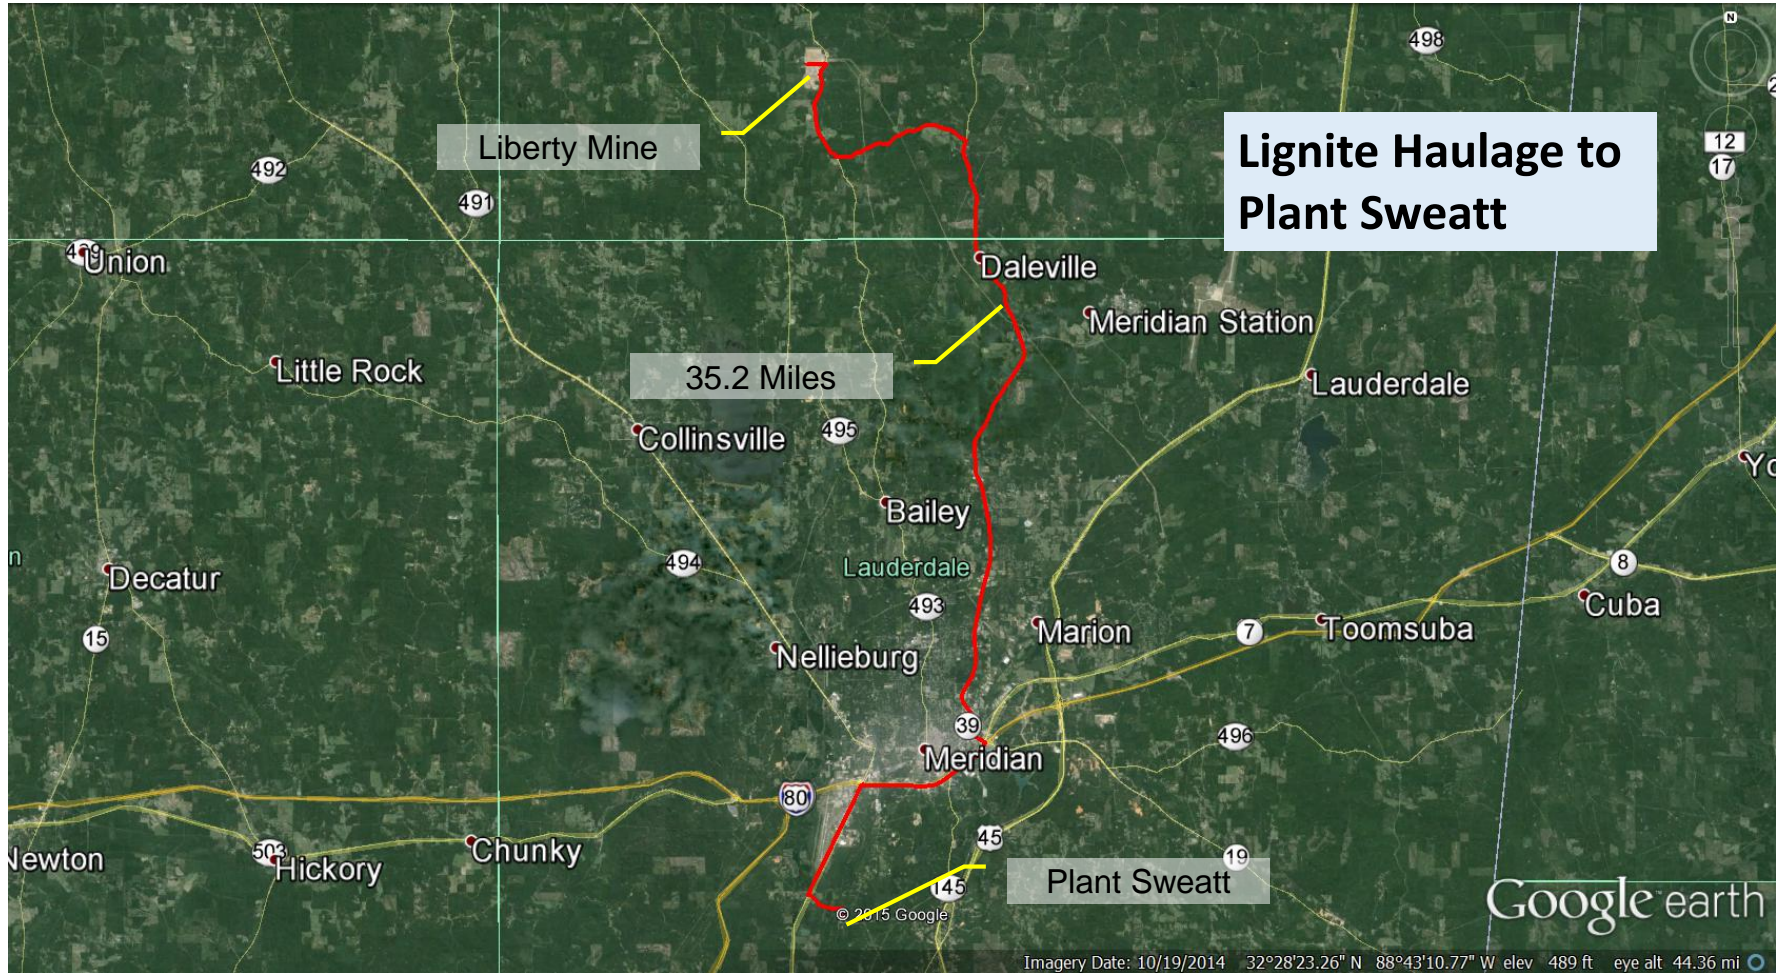 N
498
Liberty Mine
Lignite Haulage to
Plant Sweatt
12
17
492
491
Union
Daleville
Meridian Station
Little Rock
35.2 Miles
Lauderdale
Collinsville
495
Bailey
494
Lauderdale
8
Decatur
493
Cuba
15
Marion
7
Toomsuba
Nellieburg
39
496
Meridian
80
45
503
Hickory
Chunky
Newton
19
Plant Sweatt
145
© 2015 Google
Google earth
Imagery Date: 10/19/2014 32°28'23.26" N 88°43'10.77" W elev 489 ft eye alt 44.36 mi